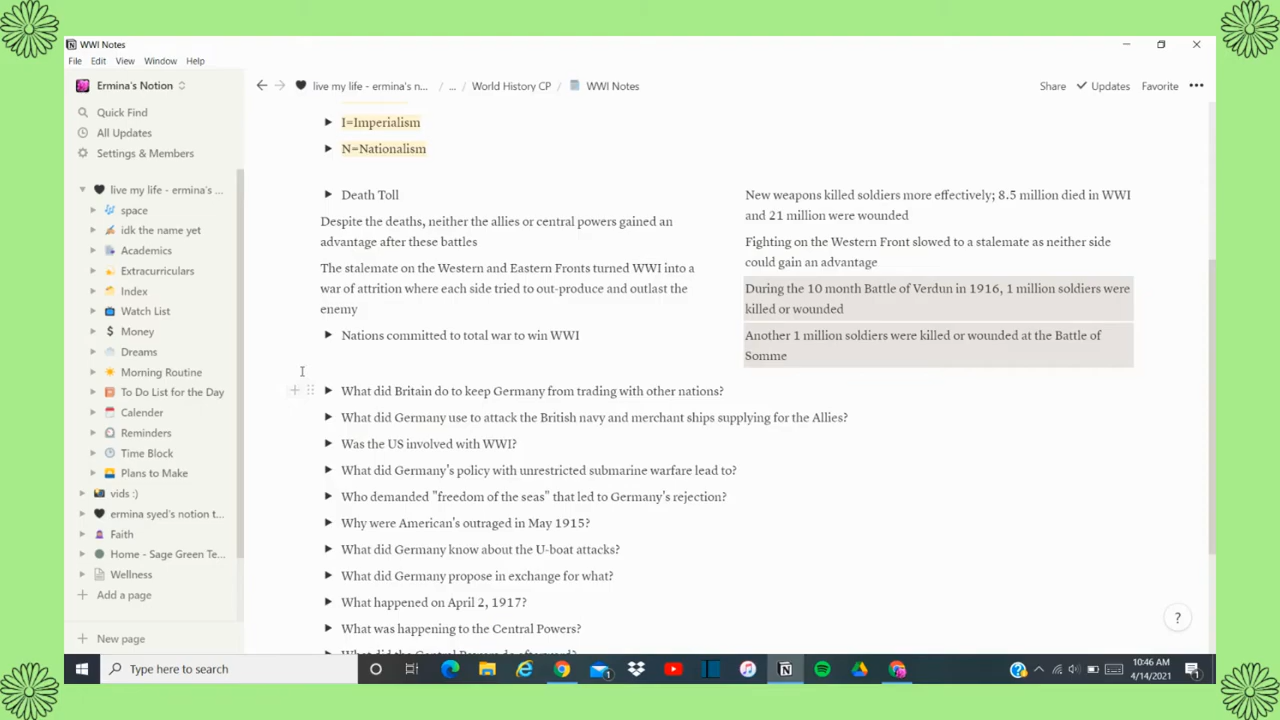 WWI Notes
File Edit View Window Help
Ermina's Notion
live my life - ermina's n... / ... / World History CP / WWI Notes
Share Updates Favorite
Quick Find
All Updates
Settings & Members
live my life - ermina's ...
space
idk the name yet
Academics
Extracurriculars
Index
Watch List
Money
Dreams
Morning Routine
To Do List for the Day
Calender
Reminders
Time Block
Plans to Make
vids :)
ermina syed's notion t...
Faith
Home - Sage Green Te...
Wellness
Add a page
New page
I=Imperialism
N=Nationalism
Death Toll
Despite the deaths, neither the allies or central powers gained an
advantage after these battles
The stalemate on the Western and Eastern Fronts turned WWI into a
war of attrition where each side tried to out-produce and outlast the
enemy
Nations committed to total war to win WWI
New weapons killed soldiers more effectively; 8.5 million died in WWI
and 21 million were wounded
Fighting on the Western Front slowed to a stalemate as neither side
could gain an advantage
During the 10 month Battle of Verdun in 1916, 1 million soldiers were
killed or wounded
Another 1 million soldiers were killed or wounded at the Battle of
Somme
What did Britain do to keep Germany from trading with other nations?
What did Germany use to attack the British navy and merchant ships supplying for the Allies?
Was the US involved with WWI?
What did Germany's policy with unrestricted submarine warfare lead to?
Who demanded "freedom of the seas" that led to Germany's rejection?
Why were American's outraged in May 1915?
What did Germany know about the U-boat attacks?
What did Germany propose in exchange for what?
What happened on April 2, 1917?
What was happening to the Central Powers?
What did the Central Powers do afterward?
?
Type here to search
10:46 AM
4/14/2021